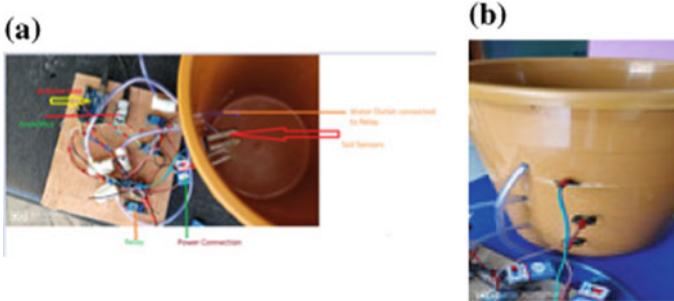 (a)
(b)
Water Outlet connected
to Relay
Soil Sensors
Relay
Power Connection